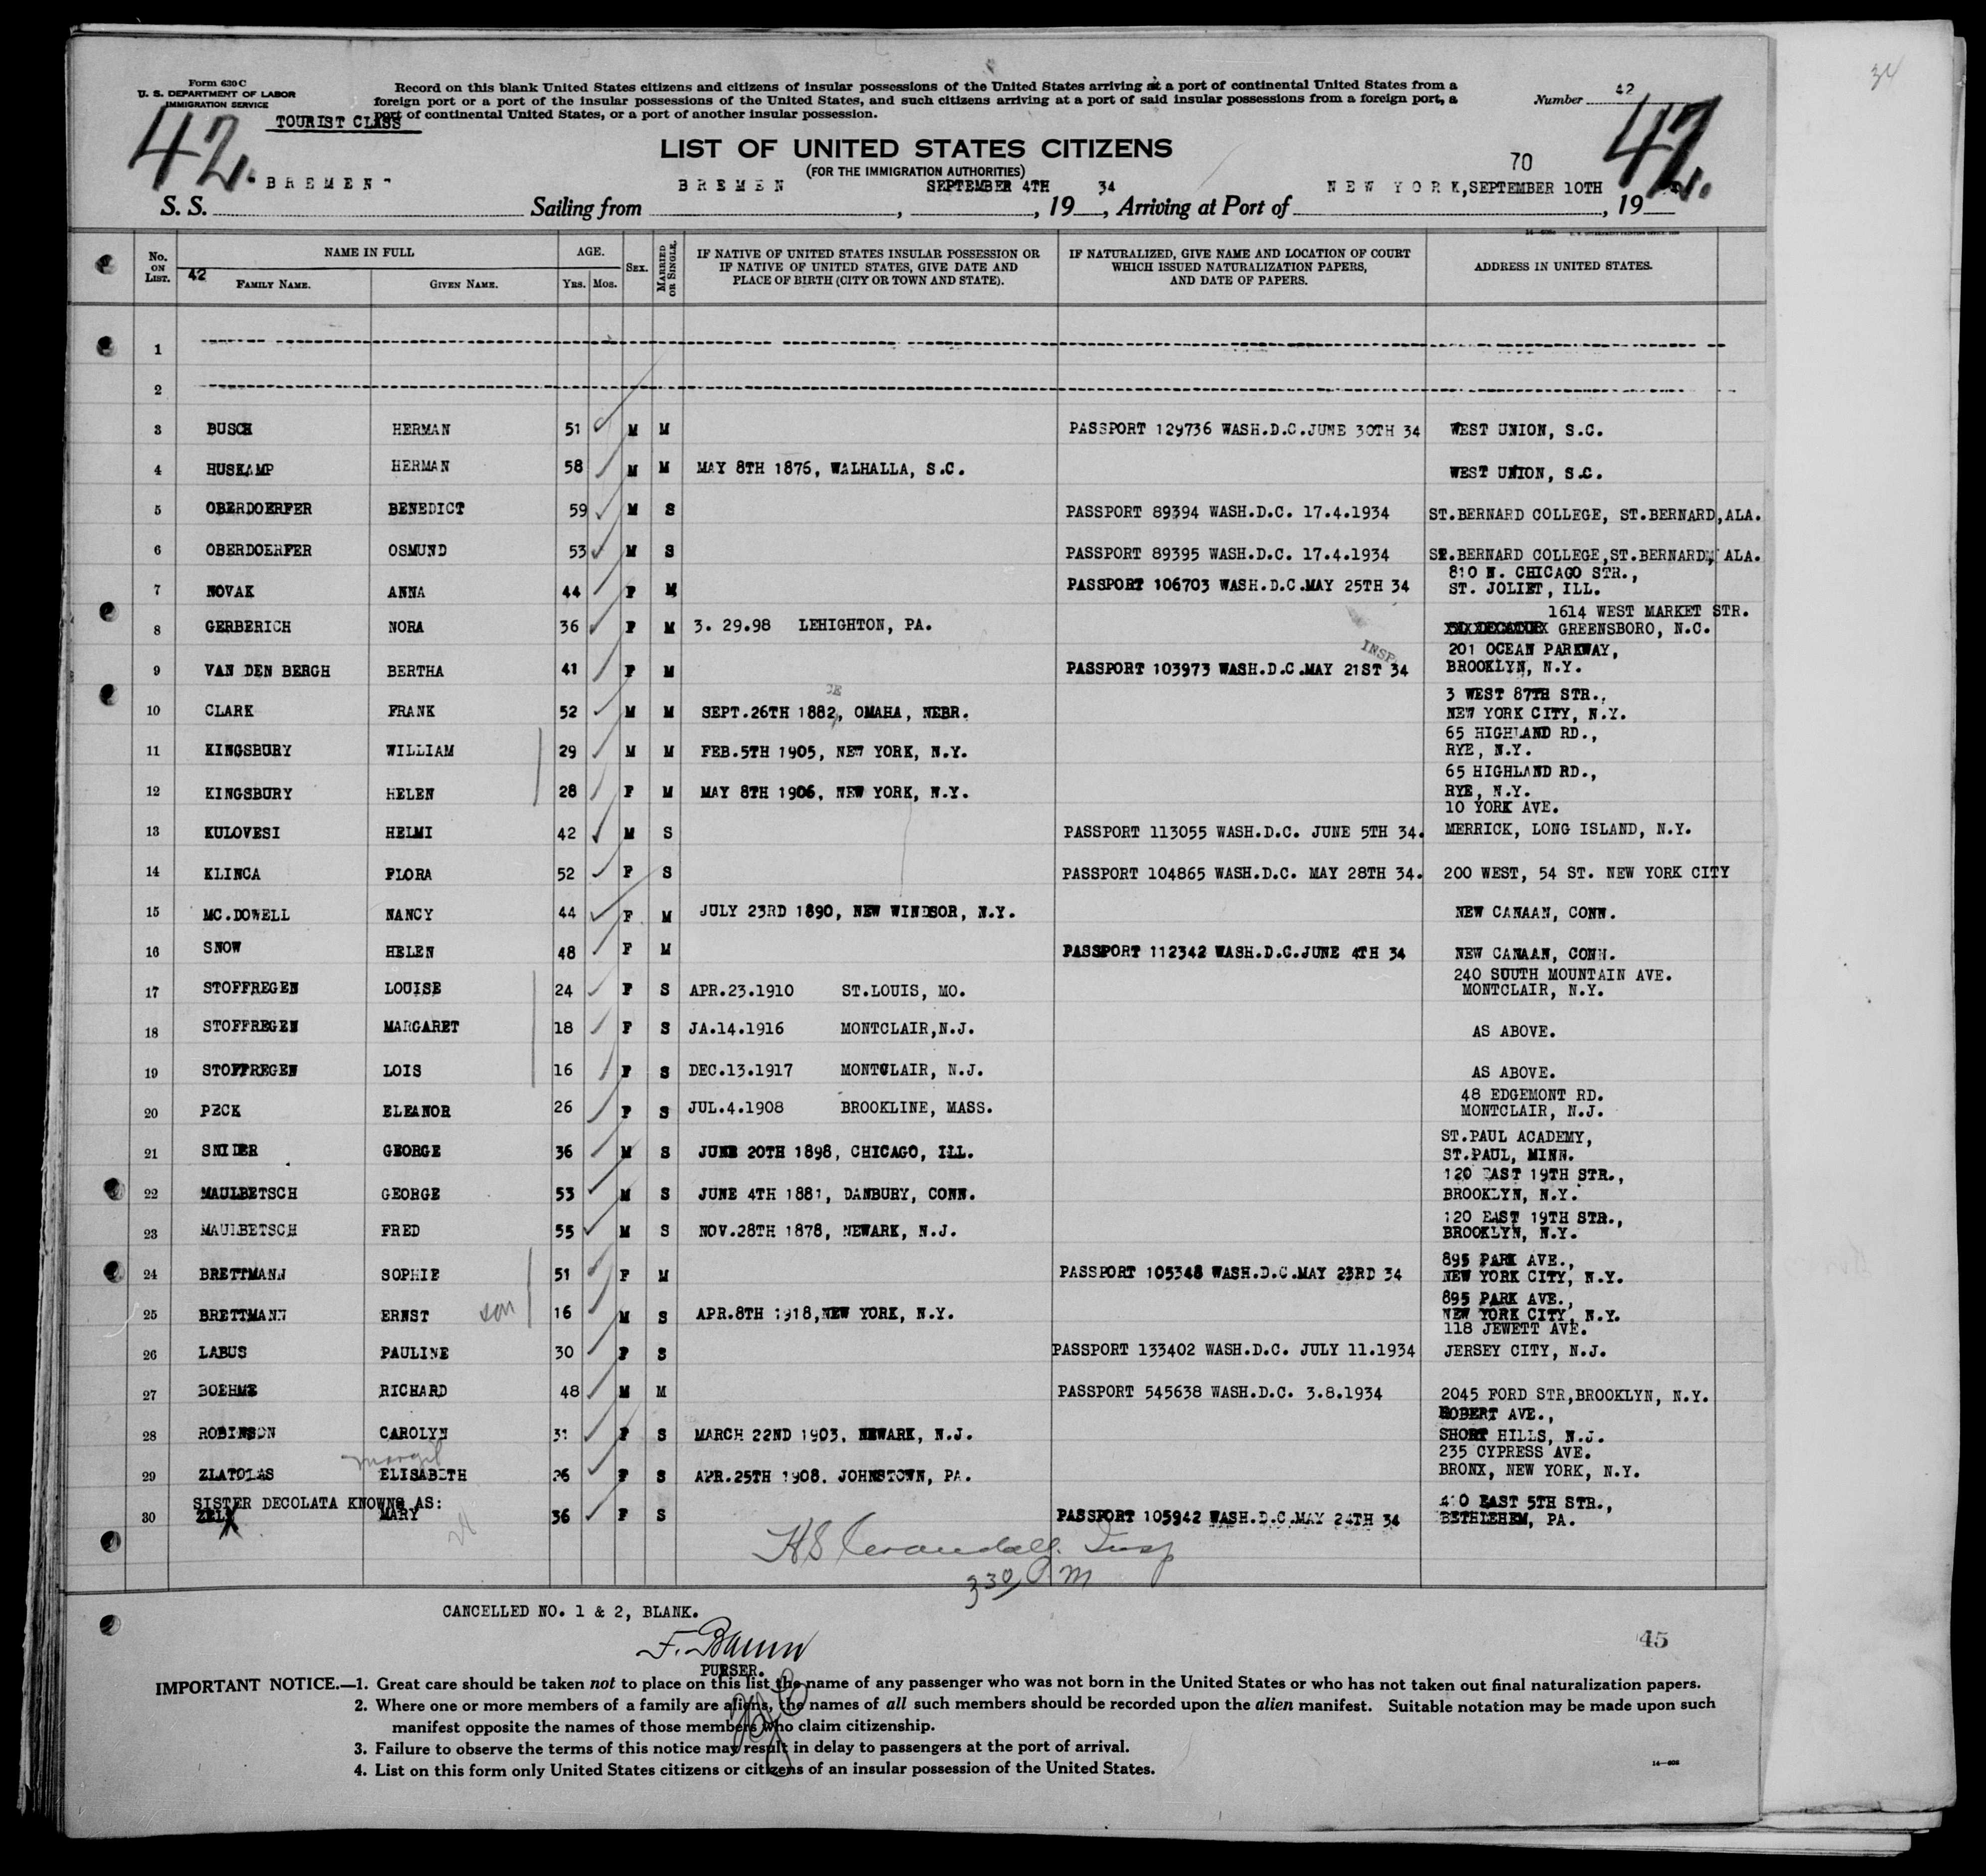 34
Form 630 C
U. S. DEPARTMENT OF LABOR
IMMIGRATION SERVICE
TOURIST CLASS
Record on this blank United States citizens and citizens of insular possessions of the United States arriving at a port of continental United States from a
foreign port or a port of the insular possessions of the United States, and such citizens arriving at a port of said insular possessions from a foreign port, a
port of continental United States, or a port of another insular possession.
Number 42
42.
42.
LIST OF UNITED STATES CITIZENS
(FOR THE IMMIGRATION AUTHORITIES)
70
S. S. "BREMEN" Sailing from BREMEN, SEPTEMBER 4TH, 1934, Arriving at Port of NEW YORK, SEPTEMBER 10TH, 19
No. ON LIST. 42 NAME IN FULL FAMILY NAME. GIVEN NAME. AGE. YRS. MOS. SEX. MARRIED OR SINGLE. IF NATIVE OF UNITED STATES INSULAR POSSESSION OR IF NATIVE OF UNITED STATES, GIVE DATE AND PLACE OF BIRTH (CITY OR TOWN AND STATE). IF NATURALIZED, GIVE NAME AND LOCATION OF COURT WHICH ISSUED NATURALIZATION PAPERS, AND DATE OF PAPERS. ADDRESS IN UNITED STATES.
1
2
3 BUSCH HERMAN 51 M M PASSPORT 129736 WASH.D.C.JUNE 30TH 34 WEST UNION, S.C.
4 HUSKAMP HERMAN 58 M M MAY 8TH 1876, WALHALLA, S.C. WEST UNION, S.C.
5 OBERDOERFER BENEDICT 59 M S PASSPORT 89394 WASH.D.C. 17.4.1934 ST.BERNARD COLLEGE, ST.BERNARD,ALA.
6 OBERDOERFER OSMUND 53 M S PASSPORT 89395 WASH.D.C. 17.4.1934 ST.BERNARD COLLEGE,ST.BERNARD, ALA.
7 NOVAK ANNA 44 F M PASSPORT 106703 WASH.D.C.MAY 25TH 34 810 N. CHICAGO STR., ST. JOLIET, ILL.
8 GERBERICH NORA 36 F M 3. 29.98 LEHIGHTON, PA. 1614 WEST MARKET STR. GREENSBORO, N.C.
INSP.
9 VAN DEN BERGH BERTHA 41 F M PASSPORT 103973 WASH.D.C.MAY 21ST 34 201 OCEAN PARKWAY, BROOKLYN, N.Y.
10 CLARK FRANK 52 M M SEPT.26TH 1882, OMAHA, NEBR. 3 WEST 87TH STR., NEW YORK CITY, N.Y.
11 KINGSBURY WILLIAM 29 M M FEB.5TH 1905, NEW YORK, N.Y. 65 HIGHLAND RD., RYE, N.Y.
12 KINGSBURY HELEN 28 F M MAY 8TH 1906, NEW YORK, N.Y. 65 HIGHLAND RD., RYE, N.Y.
13 KULOVESI HELMI 42 M S PASSPORT 113055 WASH.D.C. JUNE 5TH 34. 10 YORK AVE. MERRICK, LONG ISLAND, N.Y.
14 KLINCA FLORA 52 F S PASSPORT 104865 WASH.D.C. MAY 28TH 34. 200 WEST, 54 ST. NEW YORK CITY
15 MC.DOWELL NANCY 44 F M JULY 23RD 1890, NEW WINDSOR, N.Y. NEW CANAAN, CONN.
16 SNOW HELEN 48 F M PASSPORT 112342 WASH.D.C.JUNE 4TH 34 NEW CANAAN, CONN.
17 STOFFREGEN LOUISE 24 F S APR.23.1910 ST.LOUIS, MO. 240 SOUTH MOUNTAIN AVE. MONTCLAIR, N.Y.
18 STOFFREGEN MARGARET 18 F S JA.14.1916 MONTCLAIR,N.J. AS ABOVE.
19 STOFFREGEN LOIS 16 F S DEC.13.1917 MONTCLAIR, N.J. AS ABOVE.
20 PECK ELEANOR 26 F S JUL.4.1908 BROOKLINE, MASS. 48 EDGEMONT RD. MONTCLAIR, N.J.
21 SNIDER GEORGE 36 M S JUNE 20TH 1898, CHICAGO, ILL. ST.PAUL ACADEMY, ST.PAUL, MINN.
22 MAULBETSCH GEORGE 53 M S JUNE 4TH 1881, DANBURY, CONN. 120 EAST 19TH STR., BROOKLYN, N.Y.
23 MAULBETSCH FRED 55 M S NOV.28TH 1878, NEWARK, N.J. 120 EAST 19TH STR., BROOKLYN, N.Y.
24 BRETTMANN SOPHIE 51 F M PASSPORT 105348 WASH.D.C.MAY 23RD 34 895 PARK AVE., NEW YORK CITY, N.Y.
25 BRETTMANN ERNST son 16 M S APR.8TH 1918,NEW YORK, N.Y. 895 PARK AVE., NEW YORK CITY, N.Y.
26 LABUS PAULINE 30 F S PASSPORT 133402 WASH.D.C. JULY 11.1934 118 JEWETT AVE. JERSEY CITY, N.J.
27 BOEHME RICHARD 48 M M PASSPORT 545638 WASH.D.C. 3.8.1934 2045 FORD STR,BROOKLYN, N.Y.
28 ROBINSON CAROLYN 31 F S MARCH 22ND 1903, NEWARK, N.J. HOBERT AVE., SHORT HILLS, N.J.
29 ZLATOLAS Margit ELISABETH 26 F S APR.25TH 1908, JOHNSTOWN, PA. 235 CYPRESS AVE. BRONX, NEW YORK, N.Y.
SISTER DECOLATA KNOWNS AS:
30 MARY 36 F S PASSPORT 105942 WASH.D.C.MAY 24TH 34 410 EAST 5TH STR., BETHLEHEM, PA.
H S Crandall. Insp
330 P M
CANCELLED NO. 1 & 2, BLANK.
PURSER.
45
IMPORTANT NOTICE.—1. Great care should be taken not to place on this list the name of any passenger who was not born in the United States or who has not taken out final naturalization papers.
2. Where one or more members of a family are aliens, the names of all such members should be recorded upon the alien manifest. Suitable notation may be made upon such
manifest opposite the names of those members who claim citizenship.
3. Failure to observe the terms of this notice may result in delay to passengers at the port of arrival.
4. List on this form only United States citizens or citizens of an insular possession of the United States.